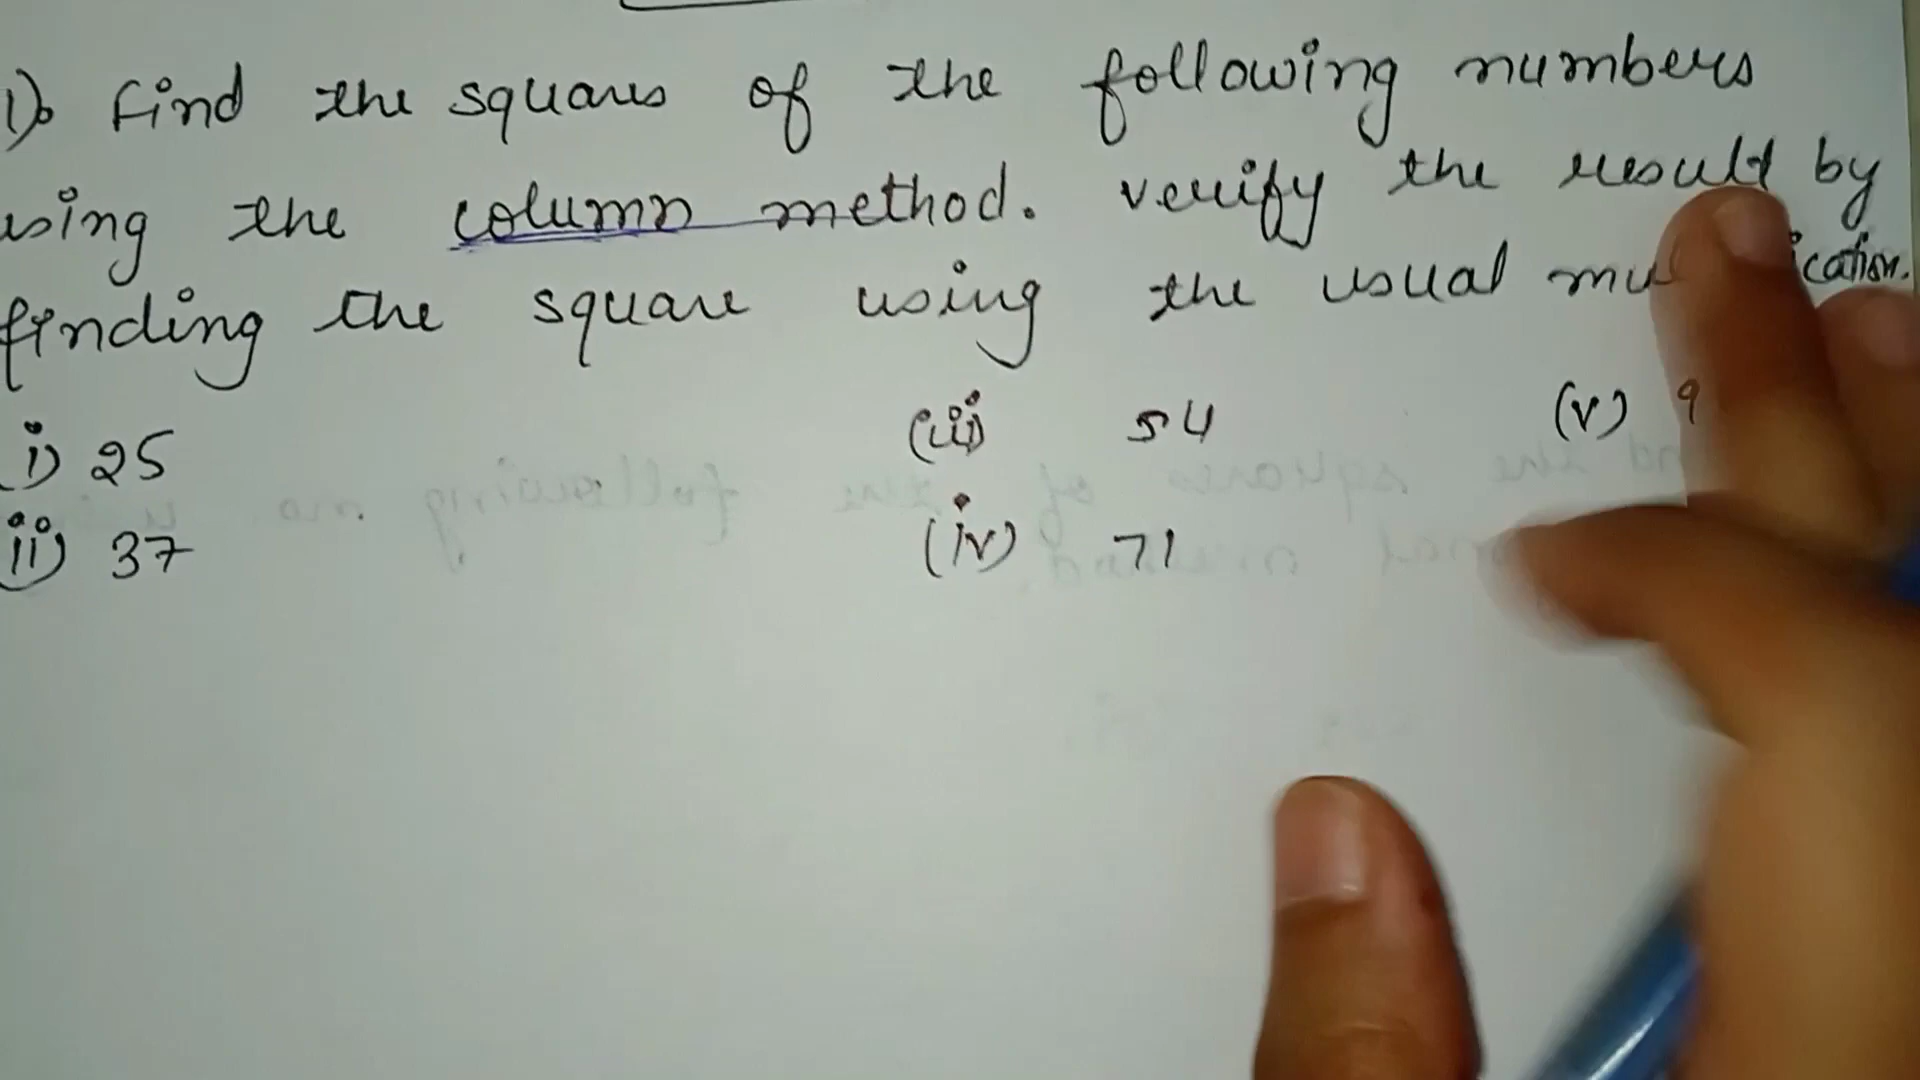 1). Find the squares of the following numbers
using the column method. verify the result by
finding the square using the usual
i) 25 (iii) 54 (v) 9
ii) 37 (iv) 71